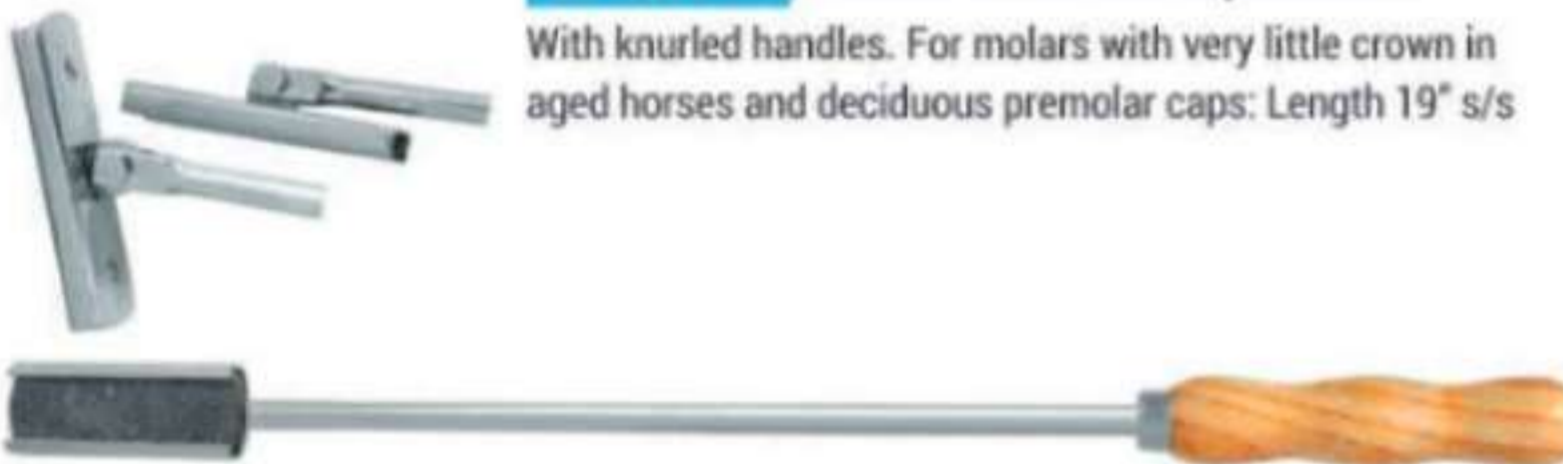 With knurled handles. For molars with very little crown in
aged horses and deciduous premolar caps: Length 19" s/s